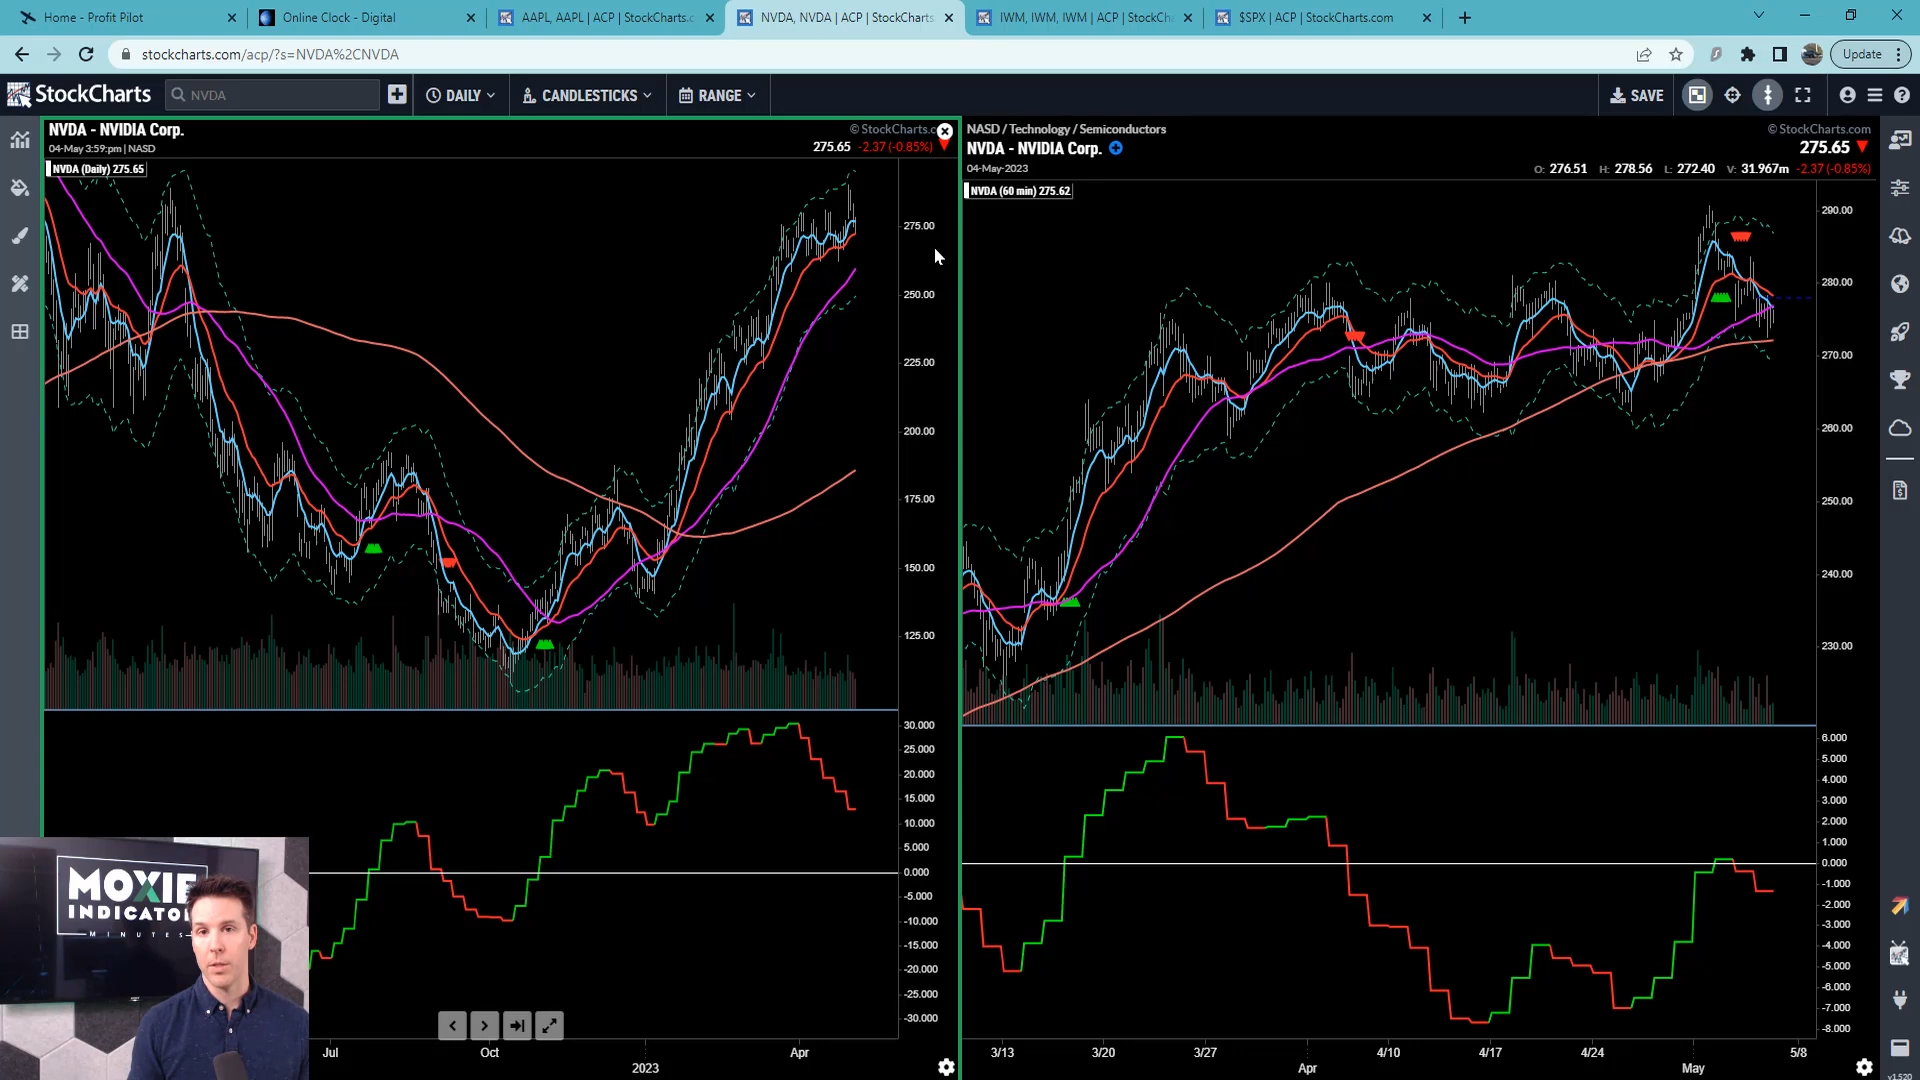 Home - Profit Pilot
Online Clock - Digital
AAPL, AAPL | ACP | StockCharts.c
NVDA, NVDA | ACP | StockCharts
IWM, IWM, IWM | ACP | StockCh
$SPX | ACP | StockCharts.com
stockcharts.com/acp/?s=NVDA%2CNVDA
Update
StockCharts
NVDA
DAILY
CANDLESTICKS
RANGE
SAVE
NVDA - NVIDIA Corp.
© StockCharts.c
04-May 3:59:pm | NASD
275.65 -2.37 (-0.85%)
NVDA (Daily) 275.65
275.00
250.00
225.00
200.00
175.00
150.00
125.00
30.000
25.000
20.000
15.000
10.000
5.000
0.000
-5.000
-10.000
-15.000
-20.000
-25.000
-30.000
Jul
Oct
Apr
2023
NASD / Technology / Semiconductors
© StockCharts.com
NVDA - NVIDIA Corp.
275.65
04-May-2023
O: 276.51 H: 278.56 L: 272.40 V: 31.967m -2.37 (-0.85%)
NVDA (60 min) 275.62
290.00
280.00
270.00
260.00
250.00
240.00
230.00
6.000
5.000
4.000
3.000
2.000
1.000
0.000
-1.000
-2.000
-3.000
-4.000
-5.000
-6.000
-7.000
-8.000
3/13
3/20
3/27
4/10
4/17
4/24
5/8
Apr
May
v1.520
MOXIE
INDICATO
MINUTES